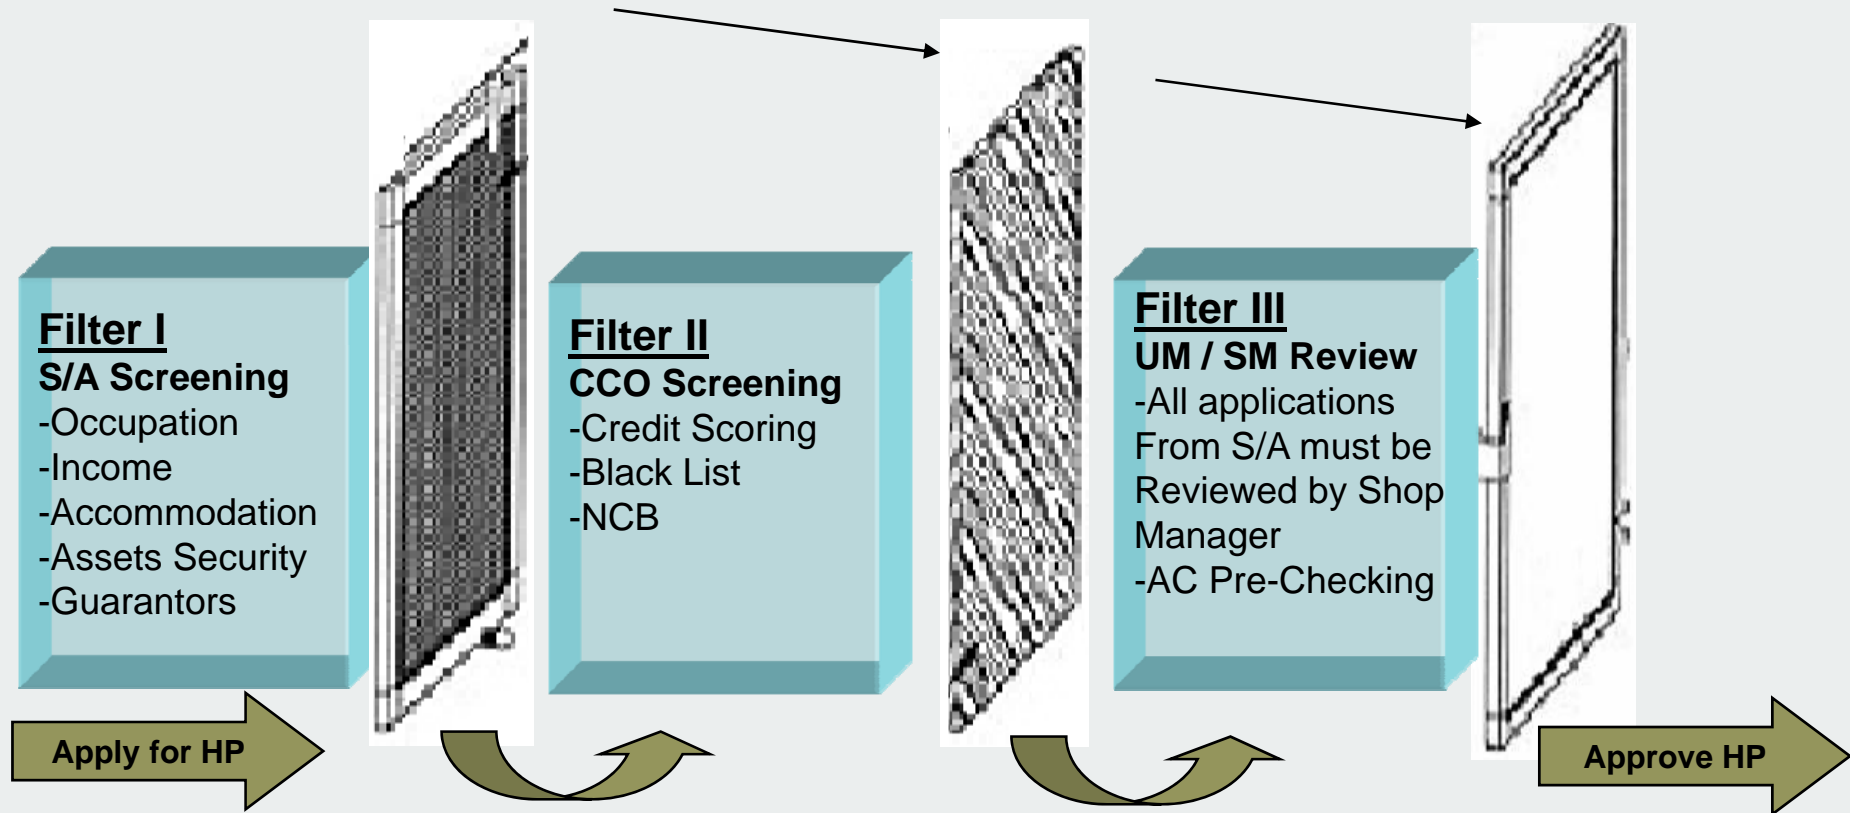 Filter I
S/A Screening
-Occupation
-Income
-Accommodation
-Assets Security
-Guarantors
Filter II
CCO Screening
-Credit Scoring
-Black List
-NCB
Filter III
UM / SM Review
-All applications
From S/A must be
Reviewed by Shop
Manager
-AC Pre-Checking
Apply for HP
Approve HP